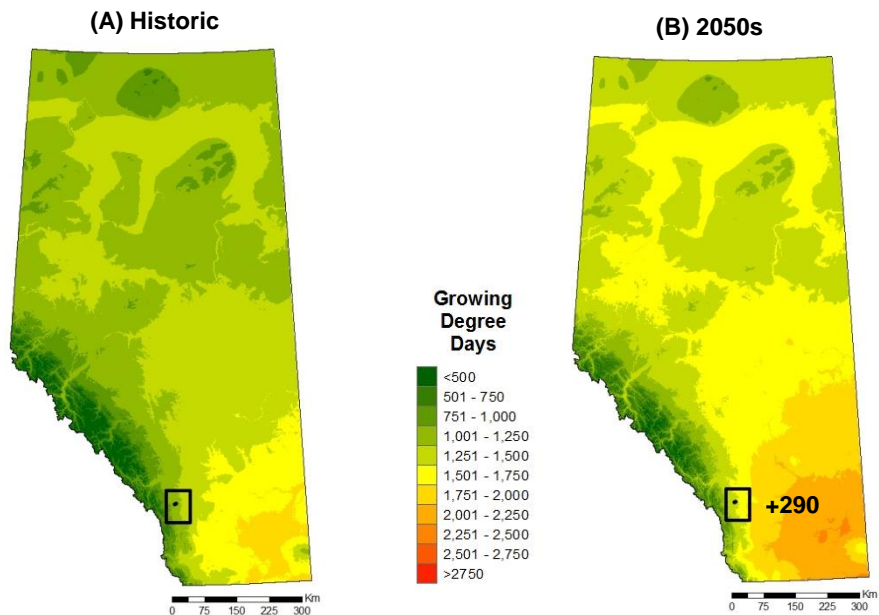 (A) Historic
(B) 2050s
Growing
Degree
Days
<500
501 - 750
751 - 1,000
1,001 - 1,250
1,251 - 1,500
1,501 - 1,750
1,751 - 2,000
2,001 - 2,250
2,251 - 2,500
2,501 - 2,750
>2750
+290
Km
0 75 150 225 300
Km
0 75 150 225 300